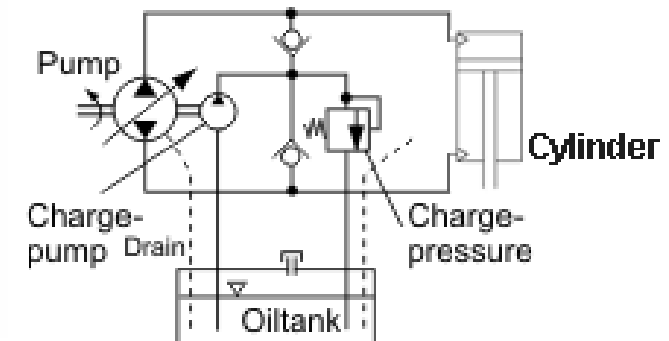 Pump
Cylinder
Charge-
pump
Drain
Charge-
pressure
Oiltank